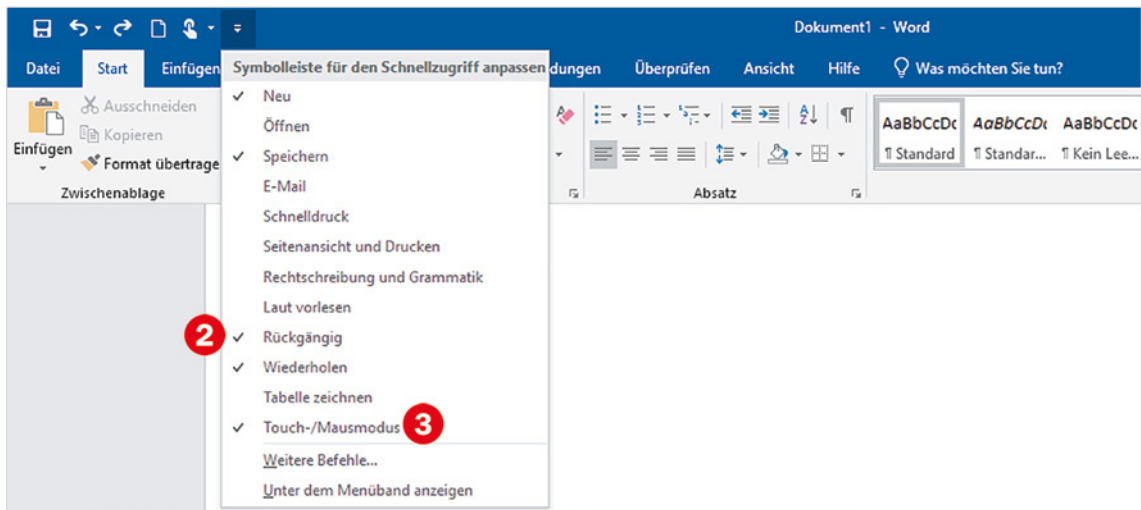 Dokument1 - Word
Datei Start Einfügen dungen Überprüfen Ansicht Hilfe Was möchten Sie tun?
Symbolleiste für den Schnellzugriff anpassen
Neu
Öffnen
Speichern
E-Mail
Schnelldruck
Seitenansicht und Drucken
Rechtschreibung und Grammatik
Laut vorlesen
2 Rückgängig
Wiederholen
Tabelle zeichnen
Touch-/Mausmodus 3
Weitere Befehle...
Unter dem Menüband anzeigen
Einfügen
Ausschneiden
Kopieren
Format übertrage
Zwischenablage
Absatz
AaBbCcDc AaBbCcDc AaBbCcDc
¶ Standard ¶ Standar... ¶ Kein Lee...